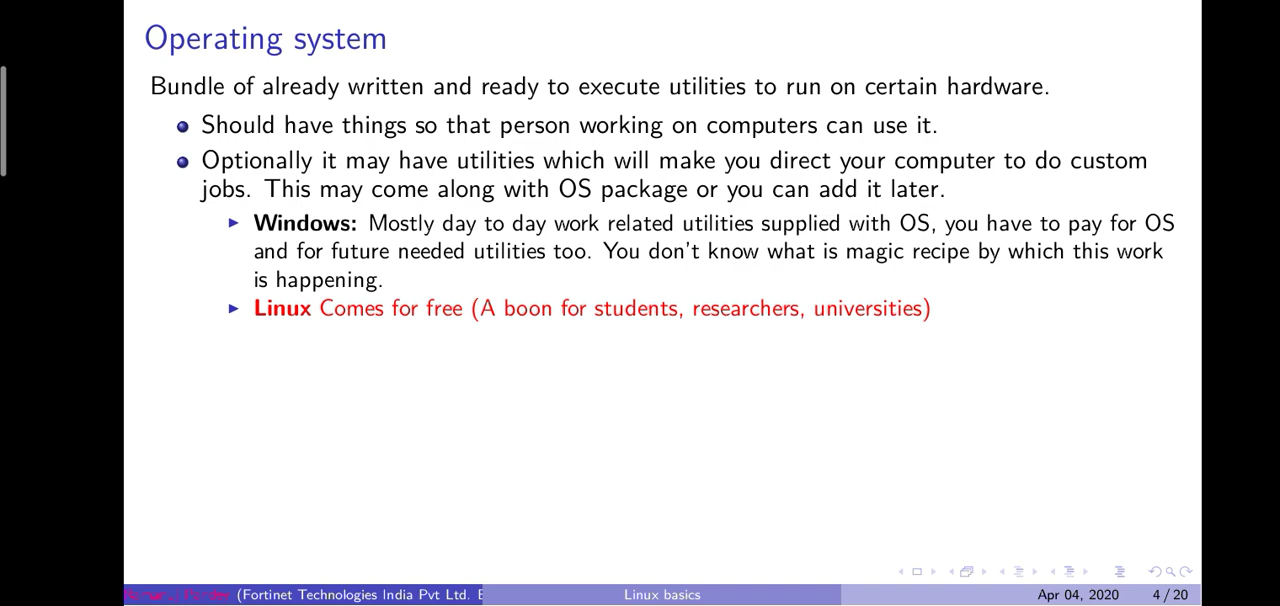 Operating system
Bundle of already written and ready to execute utilities to run on certain hardware.
Should have things so that person working on computers can use it.
Optionally it may have utilities which will make you direct your computer to do custom
jobs. This may come along with OS package or you can add it later.
Windows: Mostly day to day work related utilities supplied with OS, you have to pay for OS
and for future needed utilities too. You don't know what is magic recipe by which this work
is happening.
Linux Comes for free (A boon for students, researchers, universities)
(Fortinet Technologies India Pvt Ltd. Linux basics Apr 04, 2020 4 / 20